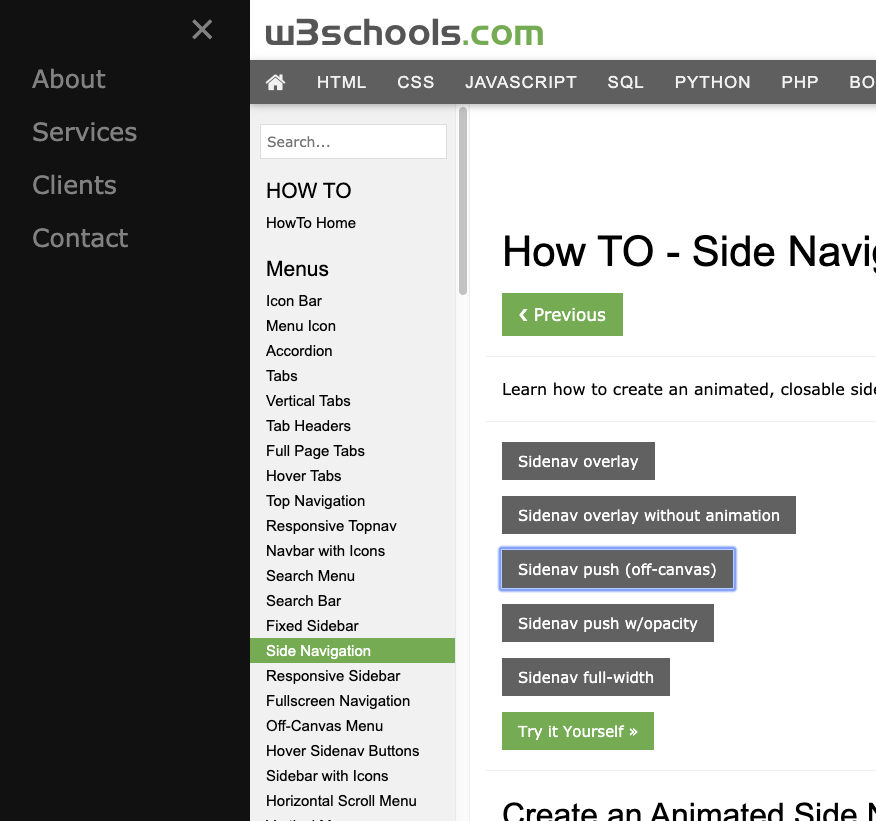 ×
About
Services
Clients
Contact
w3schools.com
HTML CSS JAVASCRIPT SQL PYTHON PHP BO
Search...
HOW TO
HowTo Home
Menus
Icon Bar
Menu Icon
Accordion
Tabs
Vertical Tabs
Tab Headers
Full Page Tabs
Hover Tabs
Top Navigation
Responsive Topnav
Navbar with Icons
Search Menu
Search Bar
Fixed Sidebar
Side Navigation
Responsive Sidebar
Fullscreen Navigation
Off-Canvas Menu
Hover Sidenav Buttons
Sidebar with Icons
Horizontal Scroll Menu
How TO - Side Navig
❮ Previous
Learn how to create an animated, closable side
Sidenav overlay
Sidenav overlay without animation
Sidenav push (off-canvas)
Sidenav push w/opacity
Sidenav full-width
Try it Yourself »
Create an Animated Side N